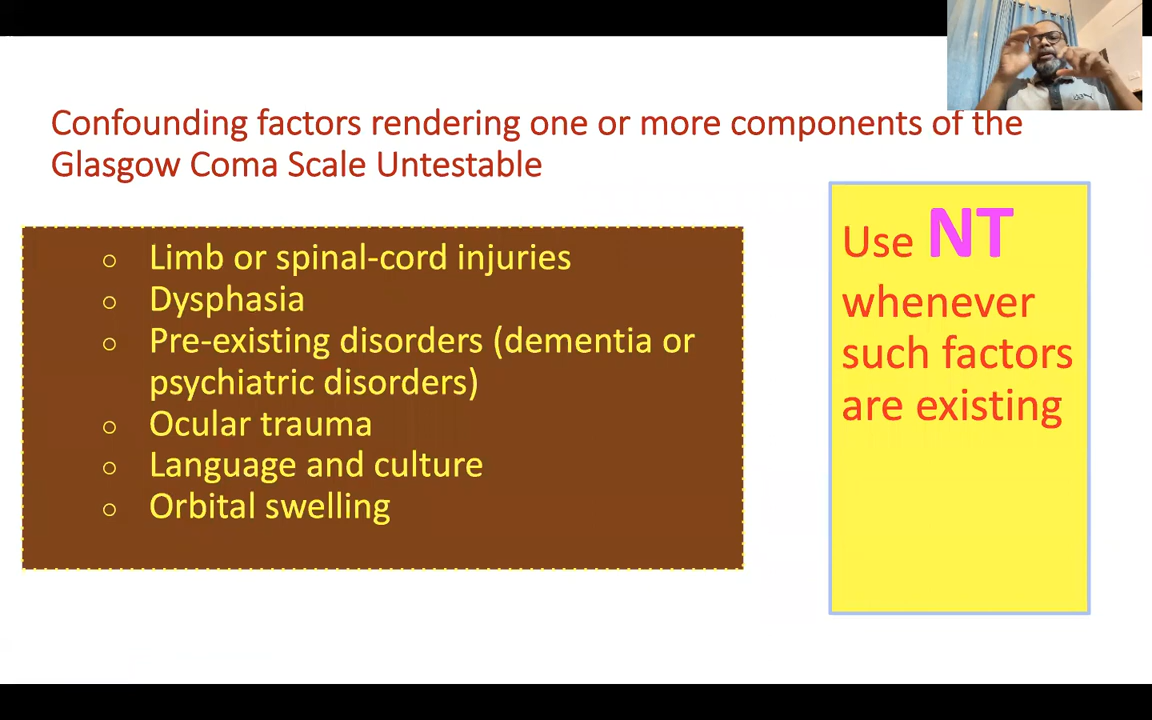 Confounding factors rendering one or more components of the
Glasgow Coma Scale Untestable
Limb or spinal-cord injuries
Dysphasia
Pre-existing disorders (dementia or
psychiatric disorders)
Ocular trauma
Language and culture
Orbital swelling
Use NT
whenever
such factors
are existing